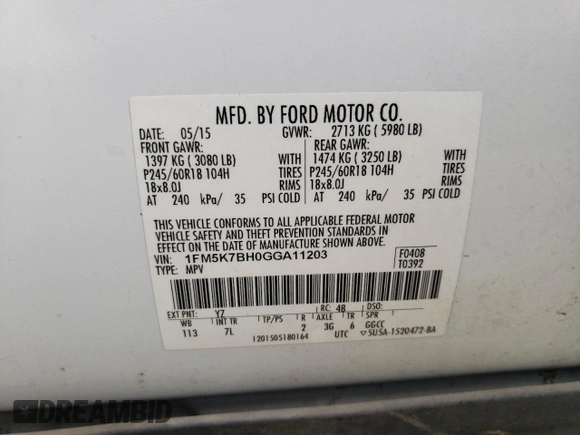 MFD. BY FORD MOTOR CO.
DATE: 05/15 GVWR: 2713 KG ( 5980 LB)
FRONT GAWR: REAR GAWR:
1397 KG ( 3080 LB) WITH 1474 KG ( 3250 LB) WITH
P245/60R18 104H TIRES P245/60R18 104H TIRES
18x8.0J RIMS 18x8.0J RIMS
AT 240 kPa/ 35 PSI COLD AT 240 kPa/ 35 PSI COLD
THIS VEHICLE CONFORMS TO ALL APPLICABLE FEDERAL MOTOR
VEHICLE SAFETY AND THEFT PREVENTION STANDARDS IN
EFFECT ON THE DATE OF MANUFACTURE SHOWN ABOVE.
VIN: 1FM5K7BH0GGA11203 F0408
TYPE: MPV T0392
EXT PNT: YZ RC: 48 DSO:
WB INT TR TP/PS R AXLE TR SPR
113 7L 2 3G 6 GGCC
1201505180164 UTC ▽5U5A-1520472-BA
DREAMBID